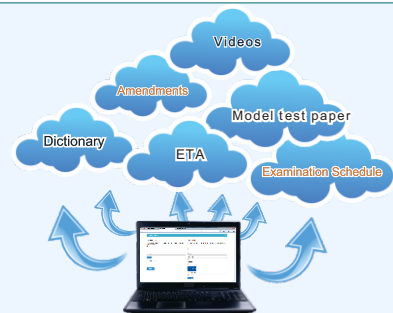 Videos
Amendments
Model test paper
Dictionary
ETA
Examination Schedule